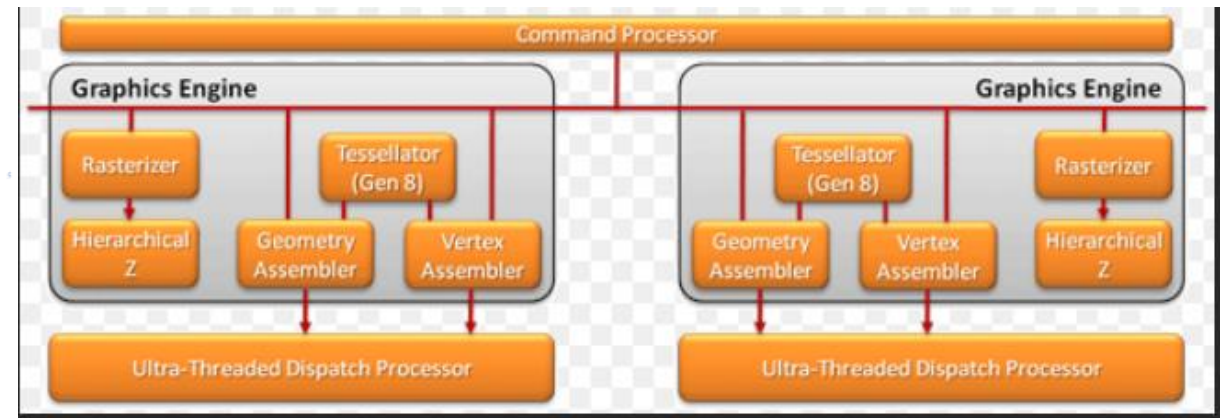 Command Processor
Graphics Engine
Rasterizer
Tessellator
(Gen 8)
Hierarchical
Z
Geometry
Assembler
Vertex
Assembler
Ultra-Threaded Dispatch Processor
Graphics Engine
Tessellator
(Gen 8)
Rasterizer
Geometry
Assembler
Vertex
Assembler
Hierarchical
Z
Ultra-Threaded Dispatch Processor